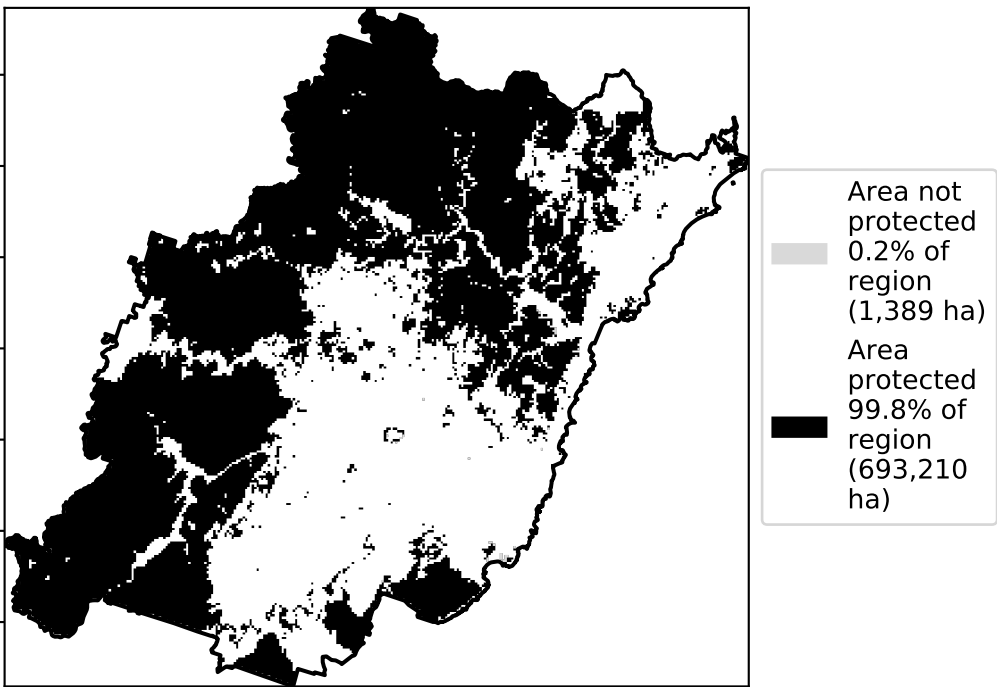 Area not
protected
0.2% of
region
(1,389 ha)
Area
protected
99.8% of
region
(693,210
ha)